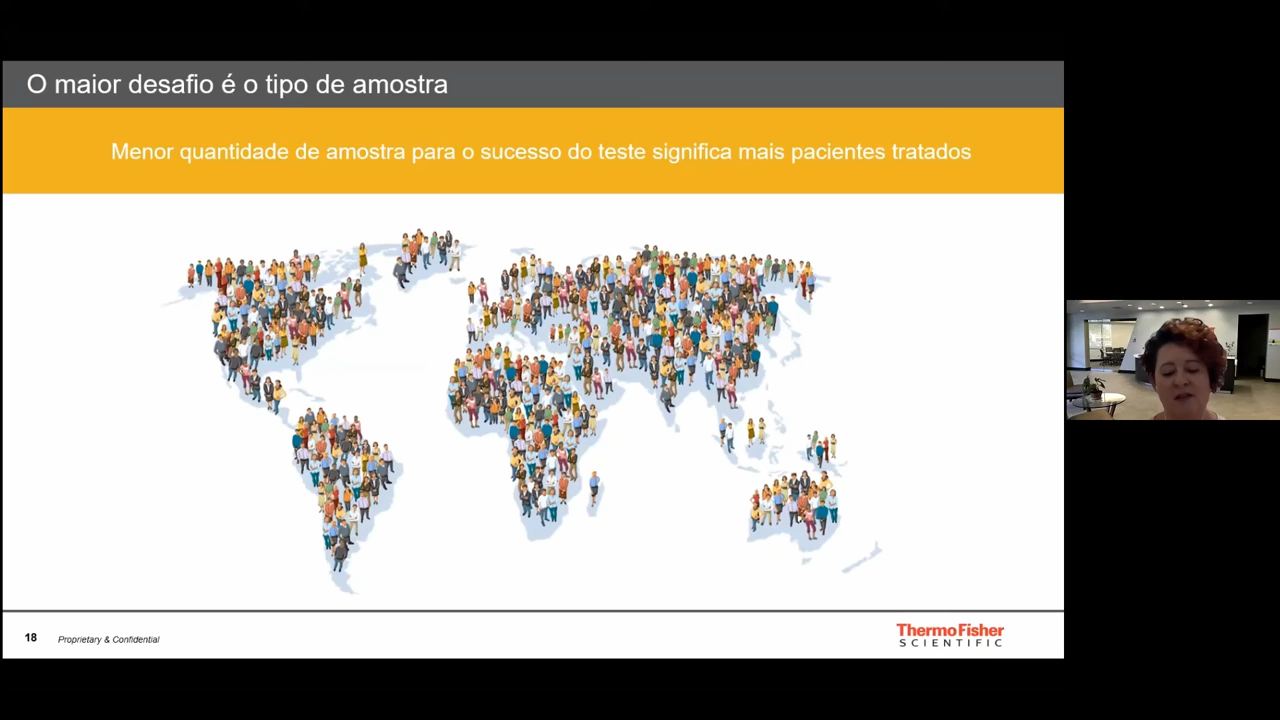 O maior desafio é o tipo de amostra
Menor quantidade de amostra para o sucesso do teste significa mais pacientes tratados
18
Proprietary & Confidential
ThermoFisher
SCIENTIFIC